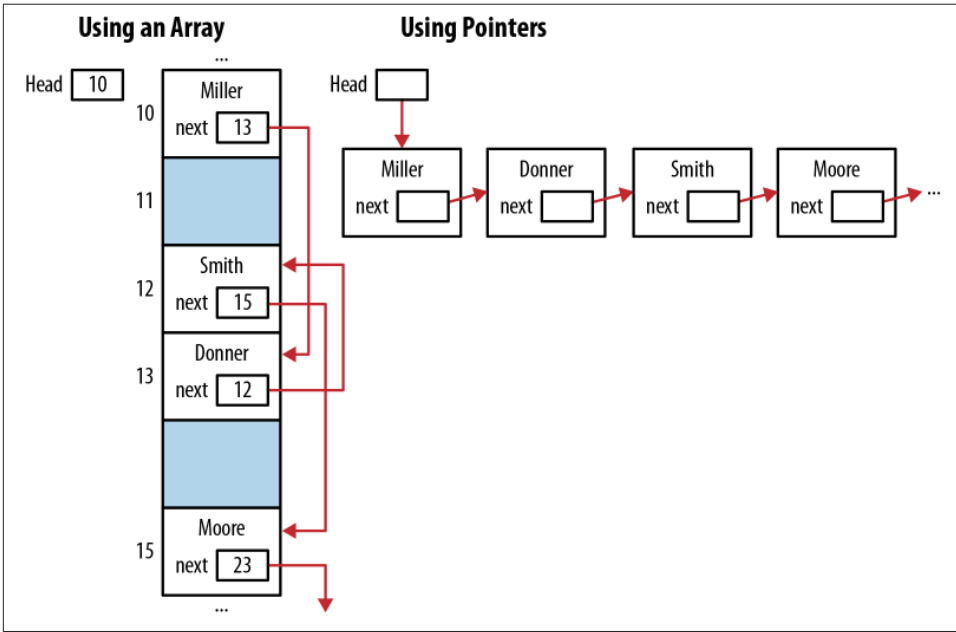 Using an Array
...
Head 10
10
Miller
next 13
11
12
Smith
next 15
13
Donner
next 12
15
Moore
next 23
...
Using Pointers
Head
Miller
next
Donner
next
Smith
next
Moore
next
...